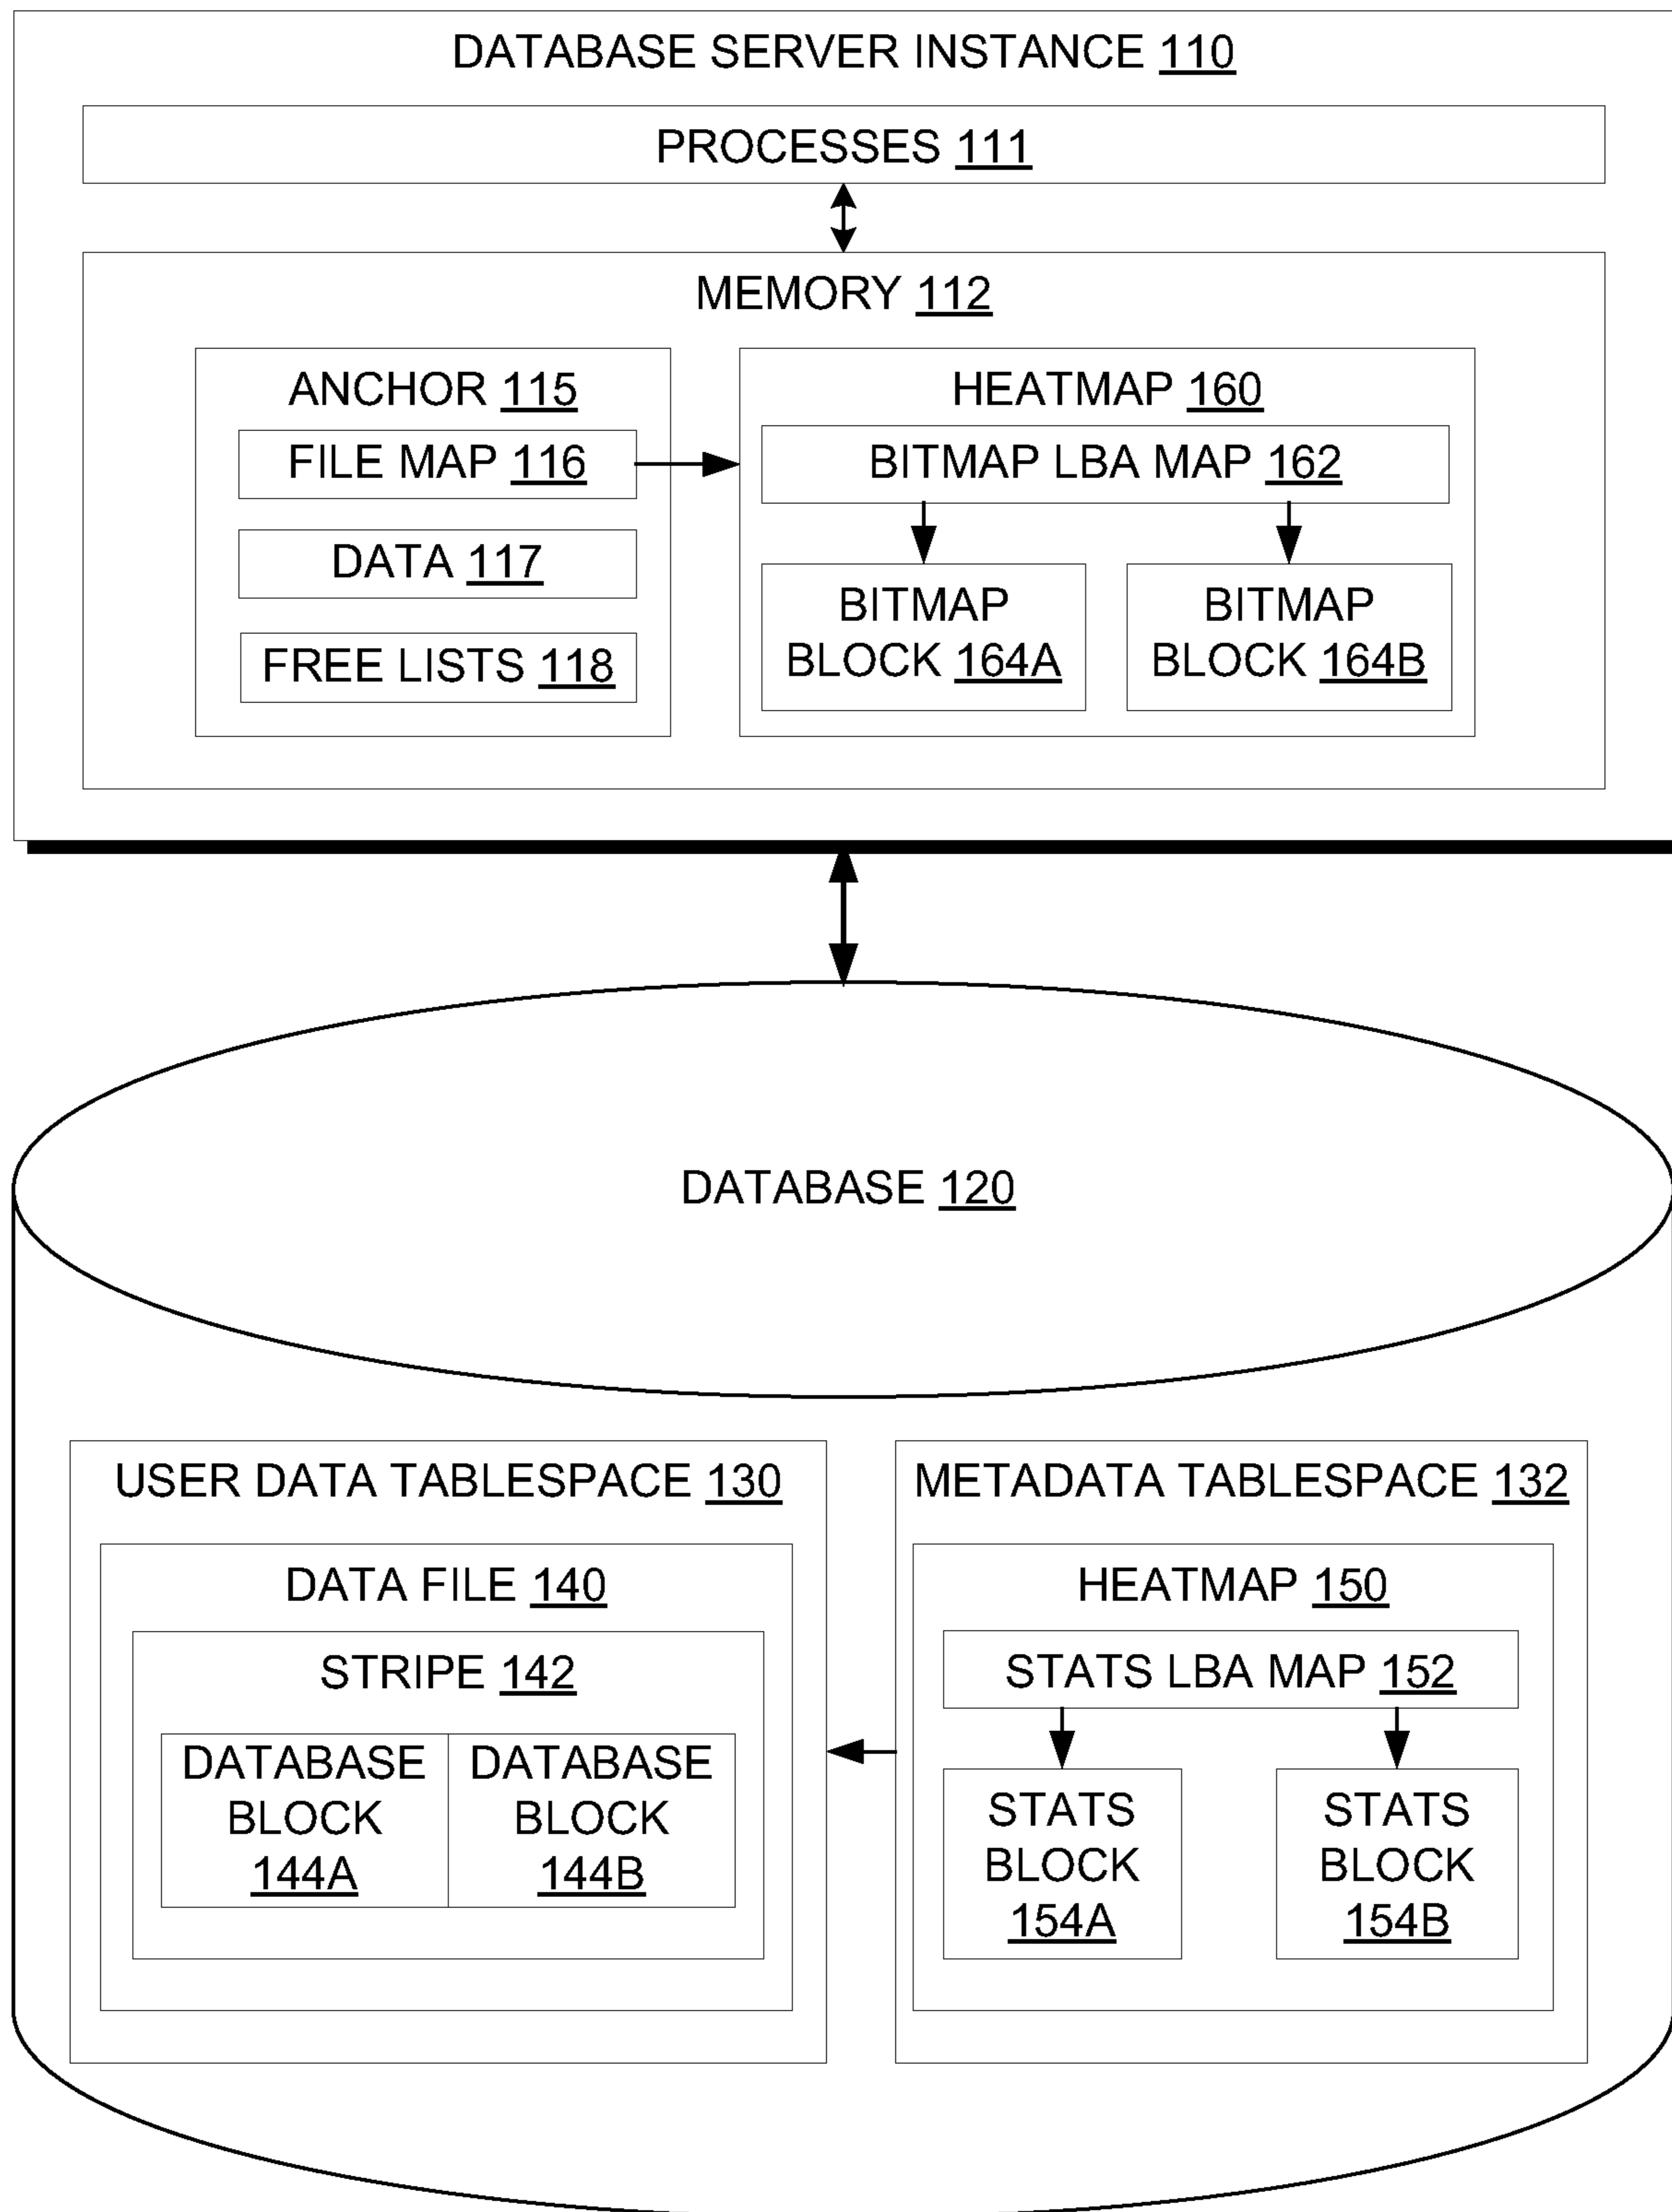 DATABASE SERVER INSTANCE 110
PROCESSES 111
MEMORY 112
ANCHOR 115
FILE MAP 116
DATA 117
FREE LISTS 118
HEATMAP 160
BITMAP LBA MAP 162
BITMAP
BLOCK 164A
BITMAP
BLOCK 164B
DATABASE 120
USER DATA TABLESPACE 130
DATA FILE 140
STRIPE 142
DATABASE
BLOCK
144A
DATABASE
BLOCK
144B
METADATA TABLESPACE 132
HEATMAP 150
STATS LBA MAP 152
STATS
BLOCK
154A
STATS
BLOCK
154B